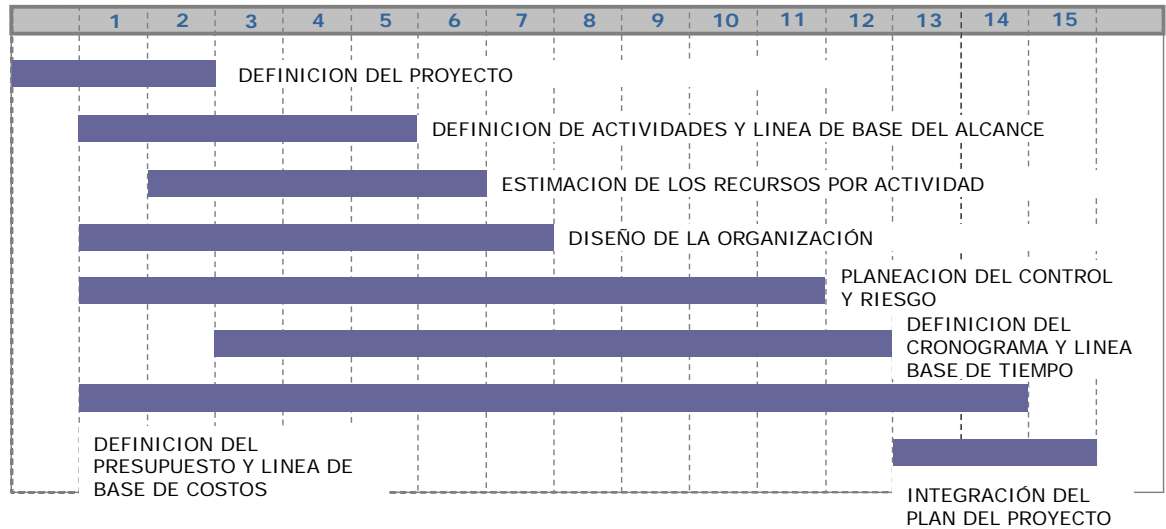 1 2 3 4 5 6 7 8 9 10 11 12 13 14 15
DEFINICION DEL PROYECTO
DEFINICION DE ACTIVIDADES Y LINEA DE BASE DEL ALCANCE
ESTIMACION DE LOS RECURSOS POR ACTIVIDAD
DISEÑO DE LA ORGANIZACIÓN
PLANEACION DEL CONTROL
Y RIESGO
DEFINICION DEL
CRONOGRAMA Y LINEA
BASE DE TIEMPO
DEFINICION DEL
PRESUPUESTO Y LINEA DE
BASE DE COSTOS
INTEGRACIÓN DEL
PLAN DEL PROYECTO